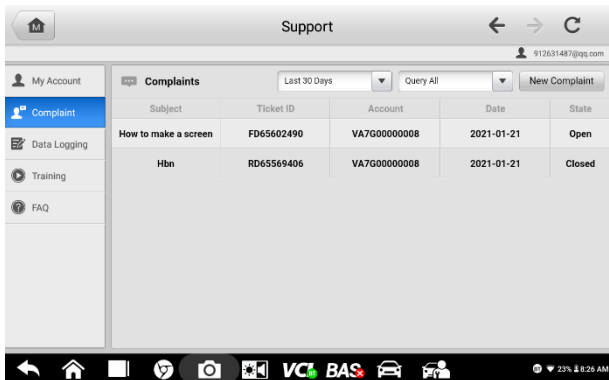 M
Support
912631487@qq.com
My Account
Complaint
Data Logging
Training
FAQ
Complaints
Last 30 Days
Query All
New Complaint
Subject Ticket ID Account Date State
How to make a screen FD65602490 VA7G00000008 2021-01-21 Open
Hbn RD65569406 VA7G00000008 2021-01-21 Closed
VCI BAS 23% 8:26 AM